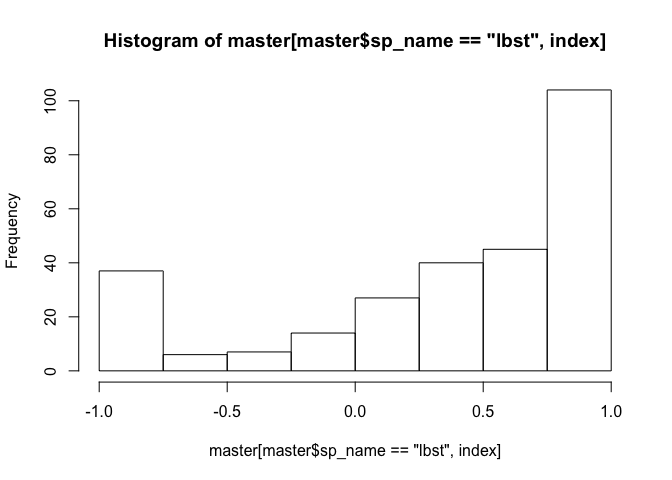 Histogram of master[master$sp_name == "lbst", index]
Frequency
100
80
60
40
20
0
-1.0 -0.5 0.0 0.5 1.0
master[master$sp_name == "lbst", index]